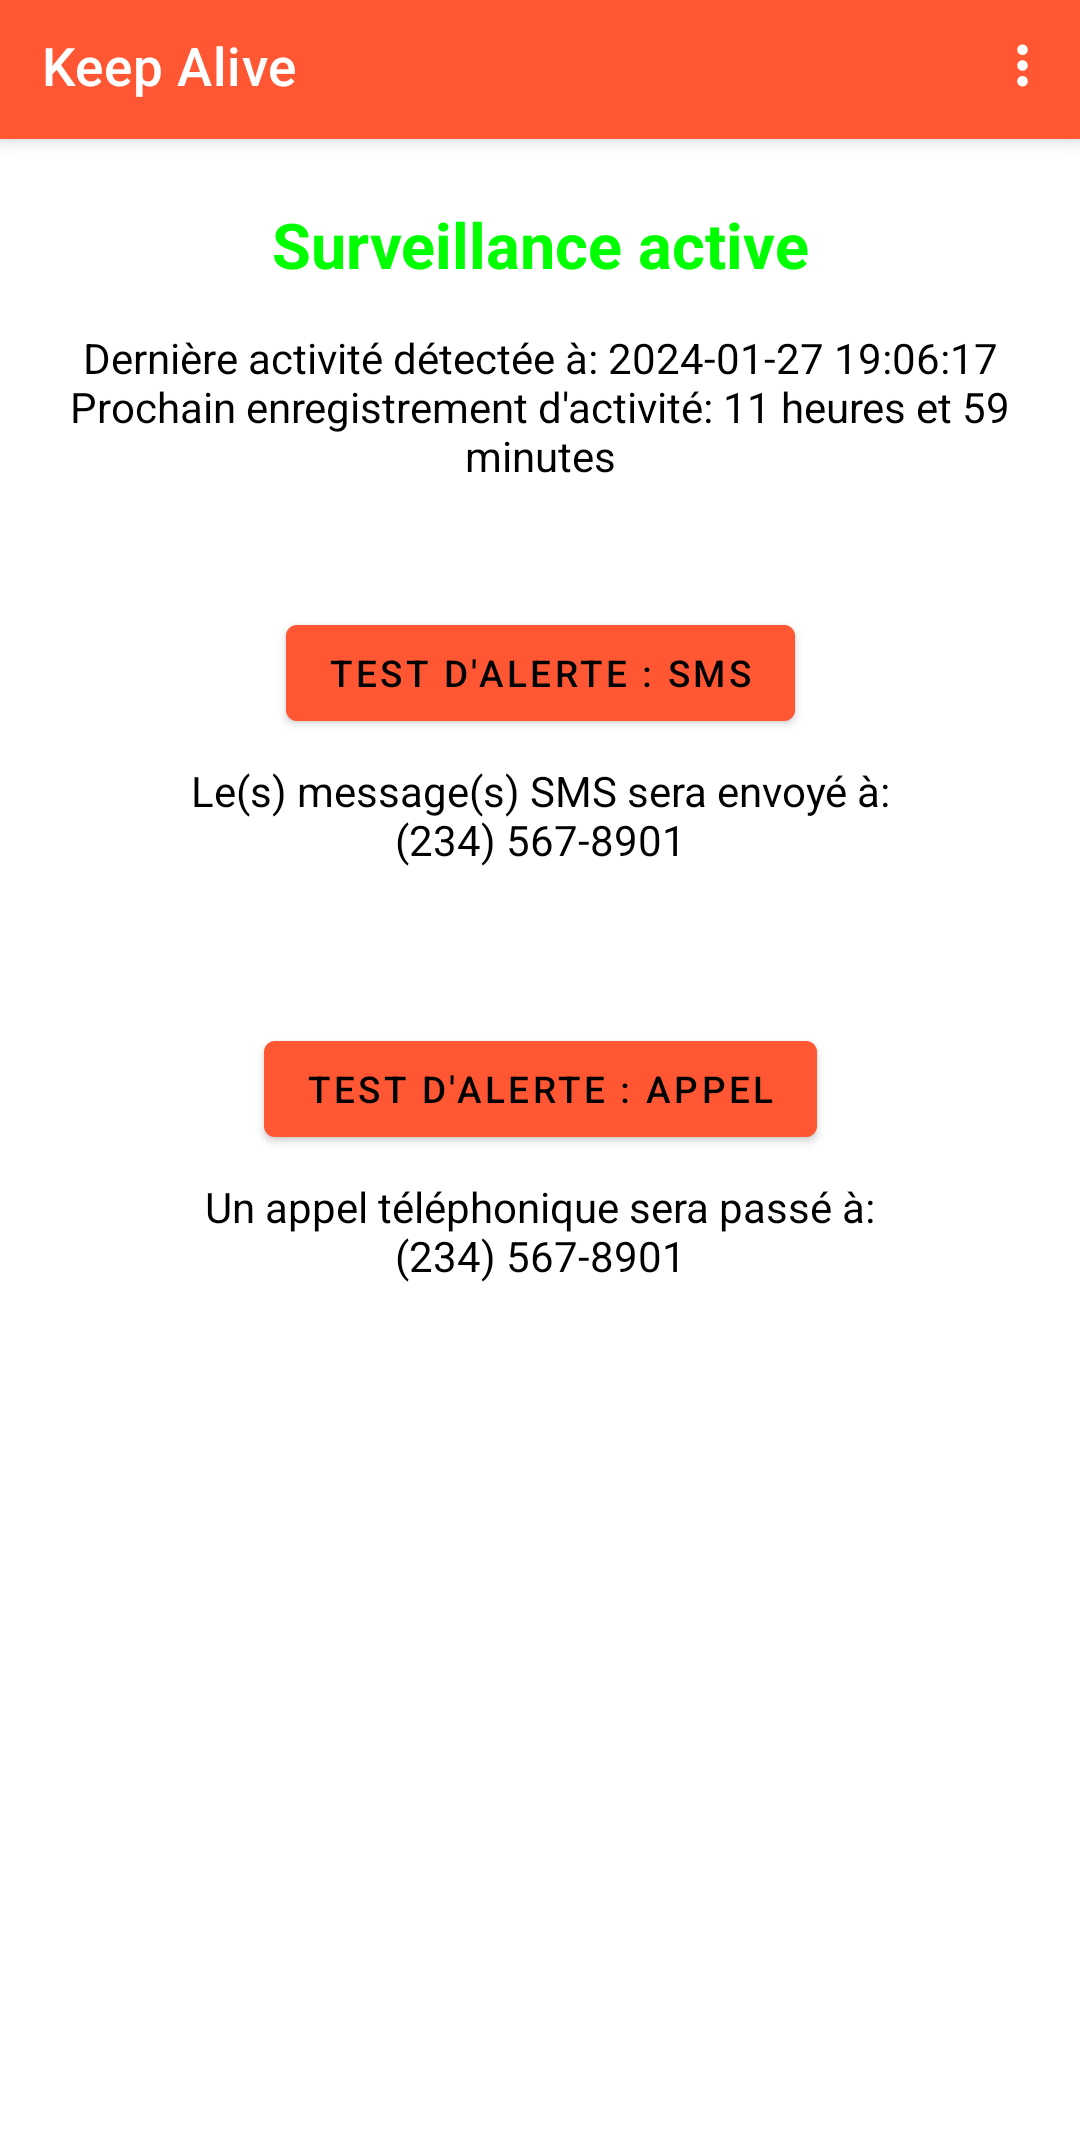 Keep Alive
Surveillance active
Dernière activité détectée à: 2024-01-27 19:06:17
Prochain enregistrement d'activité: 11 heures et 59
minutes
TEST D'ALERTE : SMS
Le(s) message(s) SMS sera envoyé à:
(234) 567-8901
TEST D'ALERTE : APPEL
Un appel téléphonique sera passé à:
(234) 567-8901